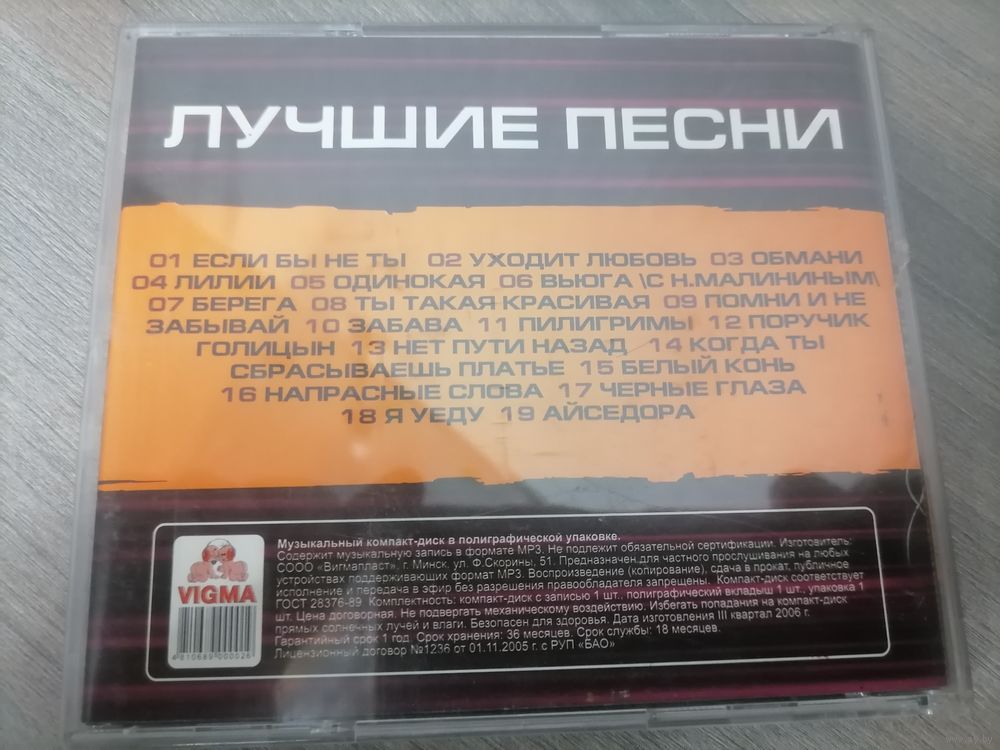 ЛУЧШИЕ ПЕСНИ
01 ЕСЛИ БЫ НЕ ТЫ 02 УХОДИТ ЛЮБОВЬ 03 ОБМАНИ
04 ЛИЛИИ 05 ОДИНОКАЯ 06 ВЬЮГА \С Н.МАЛИНИНЫМ\
07 БЕРЕГА 08 ТЫ ТАКАЯ КРАСИВАЯ 09 ПОМНИ И НЕ
ЗАБЫВАЙ 10 ЗАБАВА 11 ПИЛИГРИМЫ 12 ПОРУЧИК
ГОЛИЦЫН 13 НЕТ ПУТИ НАЗАД 14 КОГДА ТЫ
СБРАСЫВАЕШЬ ПЛАТЬЕ 15 БЕЛЫЙ КОНЬ
16 НАПРАСНЫЕ СЛОВА 17 ЧЕРНЫЕ ГЛАЗА
18 Я УЕДУ 19 АЙСЕДОРА
Музыкальный компакт-диск в полиграфической упаковке.
Содержит музыкальную запись в формате MP3. Не подлежит обязательной сертификации. Изготовитель:
СООО «Вигмапласт», г. Минск. ул. Ф.Скорины, 51. Предназначен для частного прослушивания на любых
устройствах поддерживающих формат MP3. Воспроизведение (копирование), сдача в прокат, публичное
исполнение и передача в эфир без разрешения правообладателя запрещены. Компакт-диск соответствует
ГОСТ 28376-89 Комплектность: компакт-диск с записью 1 шт., полиграфический вкладыш 1 шт., упаковка 1
шт. Цена договорная. Не подвергать механическому воздействию. Избегать попадания на компакт-диск
прямых солнечных лучей и влаги. Безопасен для здоровья. Дата изготовления III квартал 2006 г.
Гарантийный срок 1 год. Срок хранения: 36 месяцев. Срок службы: 18 месяцев.
Лицензионный договор №1236 от 01.11.2005 г. с РУП «БАО»
VIGMA
4 810689 000026